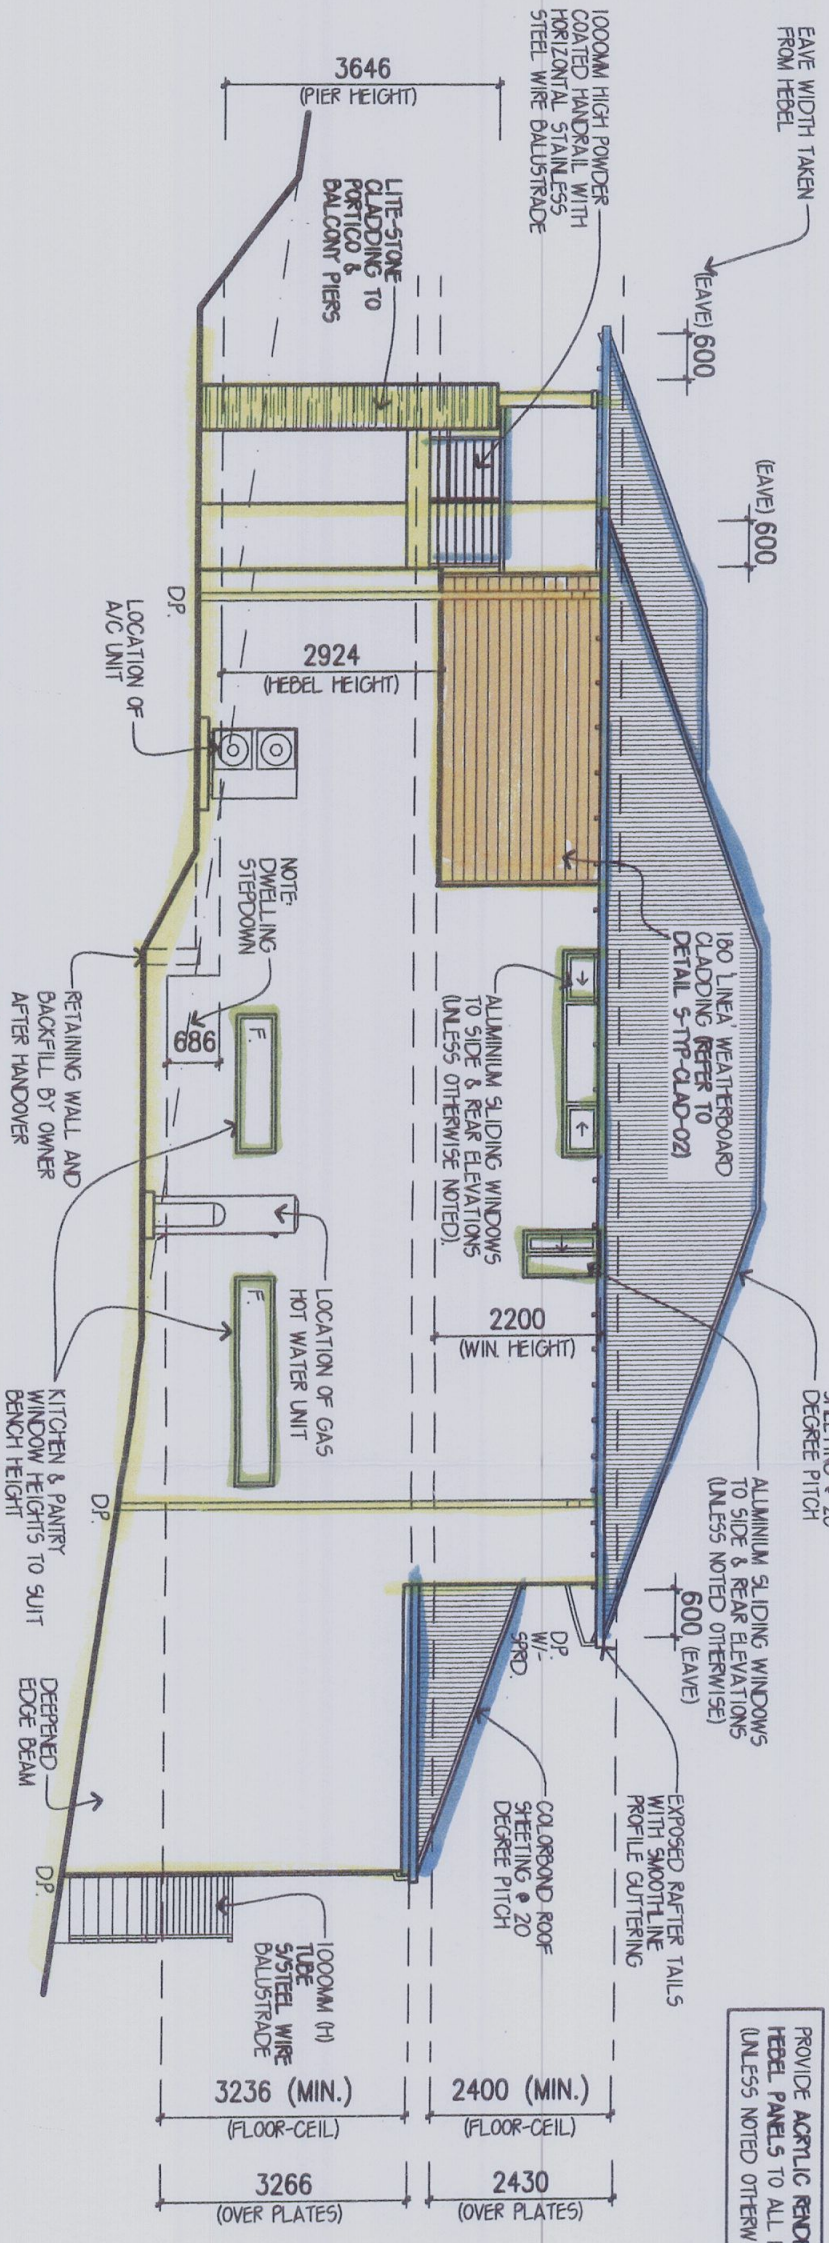 EAVE WIDTH TAKEN
FROM HEBEL
(EAVE) 600
(EAVE) 600
1000MM HIGH POWDER
COATED HANDRAIL WITH
HORIZONTAL STAINLESS
STEEL WIRE BALUSTRADE
3646
(PIER HEIGHT)
LITE-STONE
CLADDING TO
PORTICO &
BALCONY PIERS
D.P.
LOCATION OF
A/C UNIT
2924
(HEBEL HEIGHT)
180 'LINEA' WEATHERBOARD
CLADDING (REFER TO
DETAIL S-TYP-CLAD-02)
NOTE:
DWELLING
STEPDOWN
686
RETAINING WALL AND
BACKFILL BY OWNER
AFTER HANDOVER
ALUMINIUM SLIDING WINDOWS
TO SIDE & REAR ELEVATIONS
(UNLESS OTHERWISE NOTED).
F.
F.
2200
(WIN. HEIGHT)
LOCATION OF GAS
HOT WATER UNIT
KITCHEN & PANTRY
WINDOW HEIGHTS TO SUIT
BENCH HEIGHT
DEGREE PITCH
ALUMINIUM SLIDING WINDOWS
TO SIDE & REAR ELEVATIONS
(UNLESS NOTED OTHERWISE)
600 (EAVE)
D.P.
D.P.
W/-
SPRD.
EXPOSED RAFTER TAILS
WITH SMOOTHLINE
PROFILE GUTTERING
COLORBOND ROOF
SHEETING @ 20
DEGREE PITCH
DEEPENED
EDGE BEAM
D.P.
1000MM (H)
TUBE
S/STEEL WIRE
BALUSTRADE
3236 (MIN.)
(FLOOR-CEIL)
2400 (MIN.)
(FLOOR-CEIL)
3266
(OVER PLATES)
2430
(OVER PLATES)
PROVIDE ACRYLIC
HEBEL PANELS TO ALL
(UNLESS NOTED